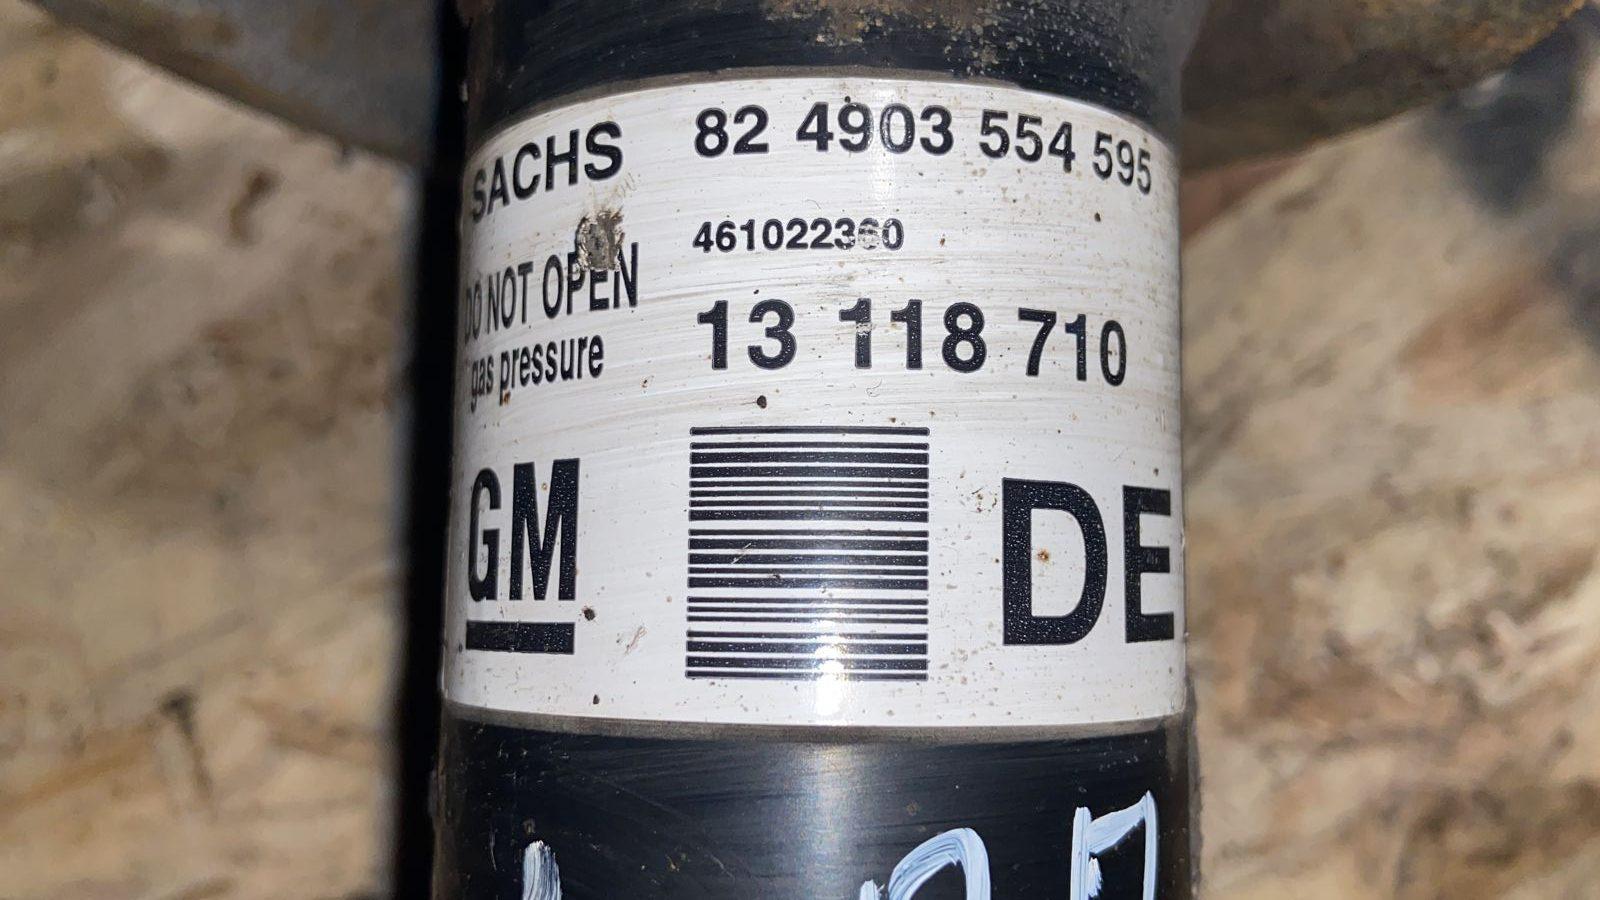 SACHS 82 4903 554 595
461022360
DO NOT OPEN
13 118 710
gas pressure
GM DE